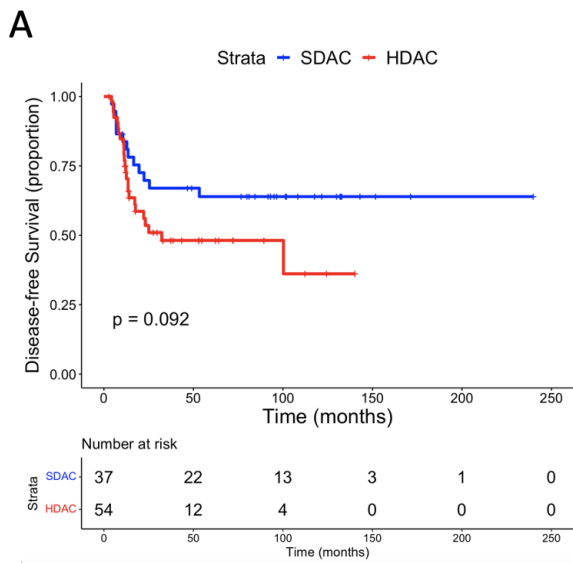 A
Strata SDAC HDAC
Disease-free Survival (proportion)
1.00
0.75
0.50
0.25
0.00
p = 0.092
0 50 100 150 200 250
Time (months)
Number at risk
Strata
SDAC 37 22 13 3 1 0
HDAC 54 12 4 0 0 0
0 50 100 150 200 250
Time (months)